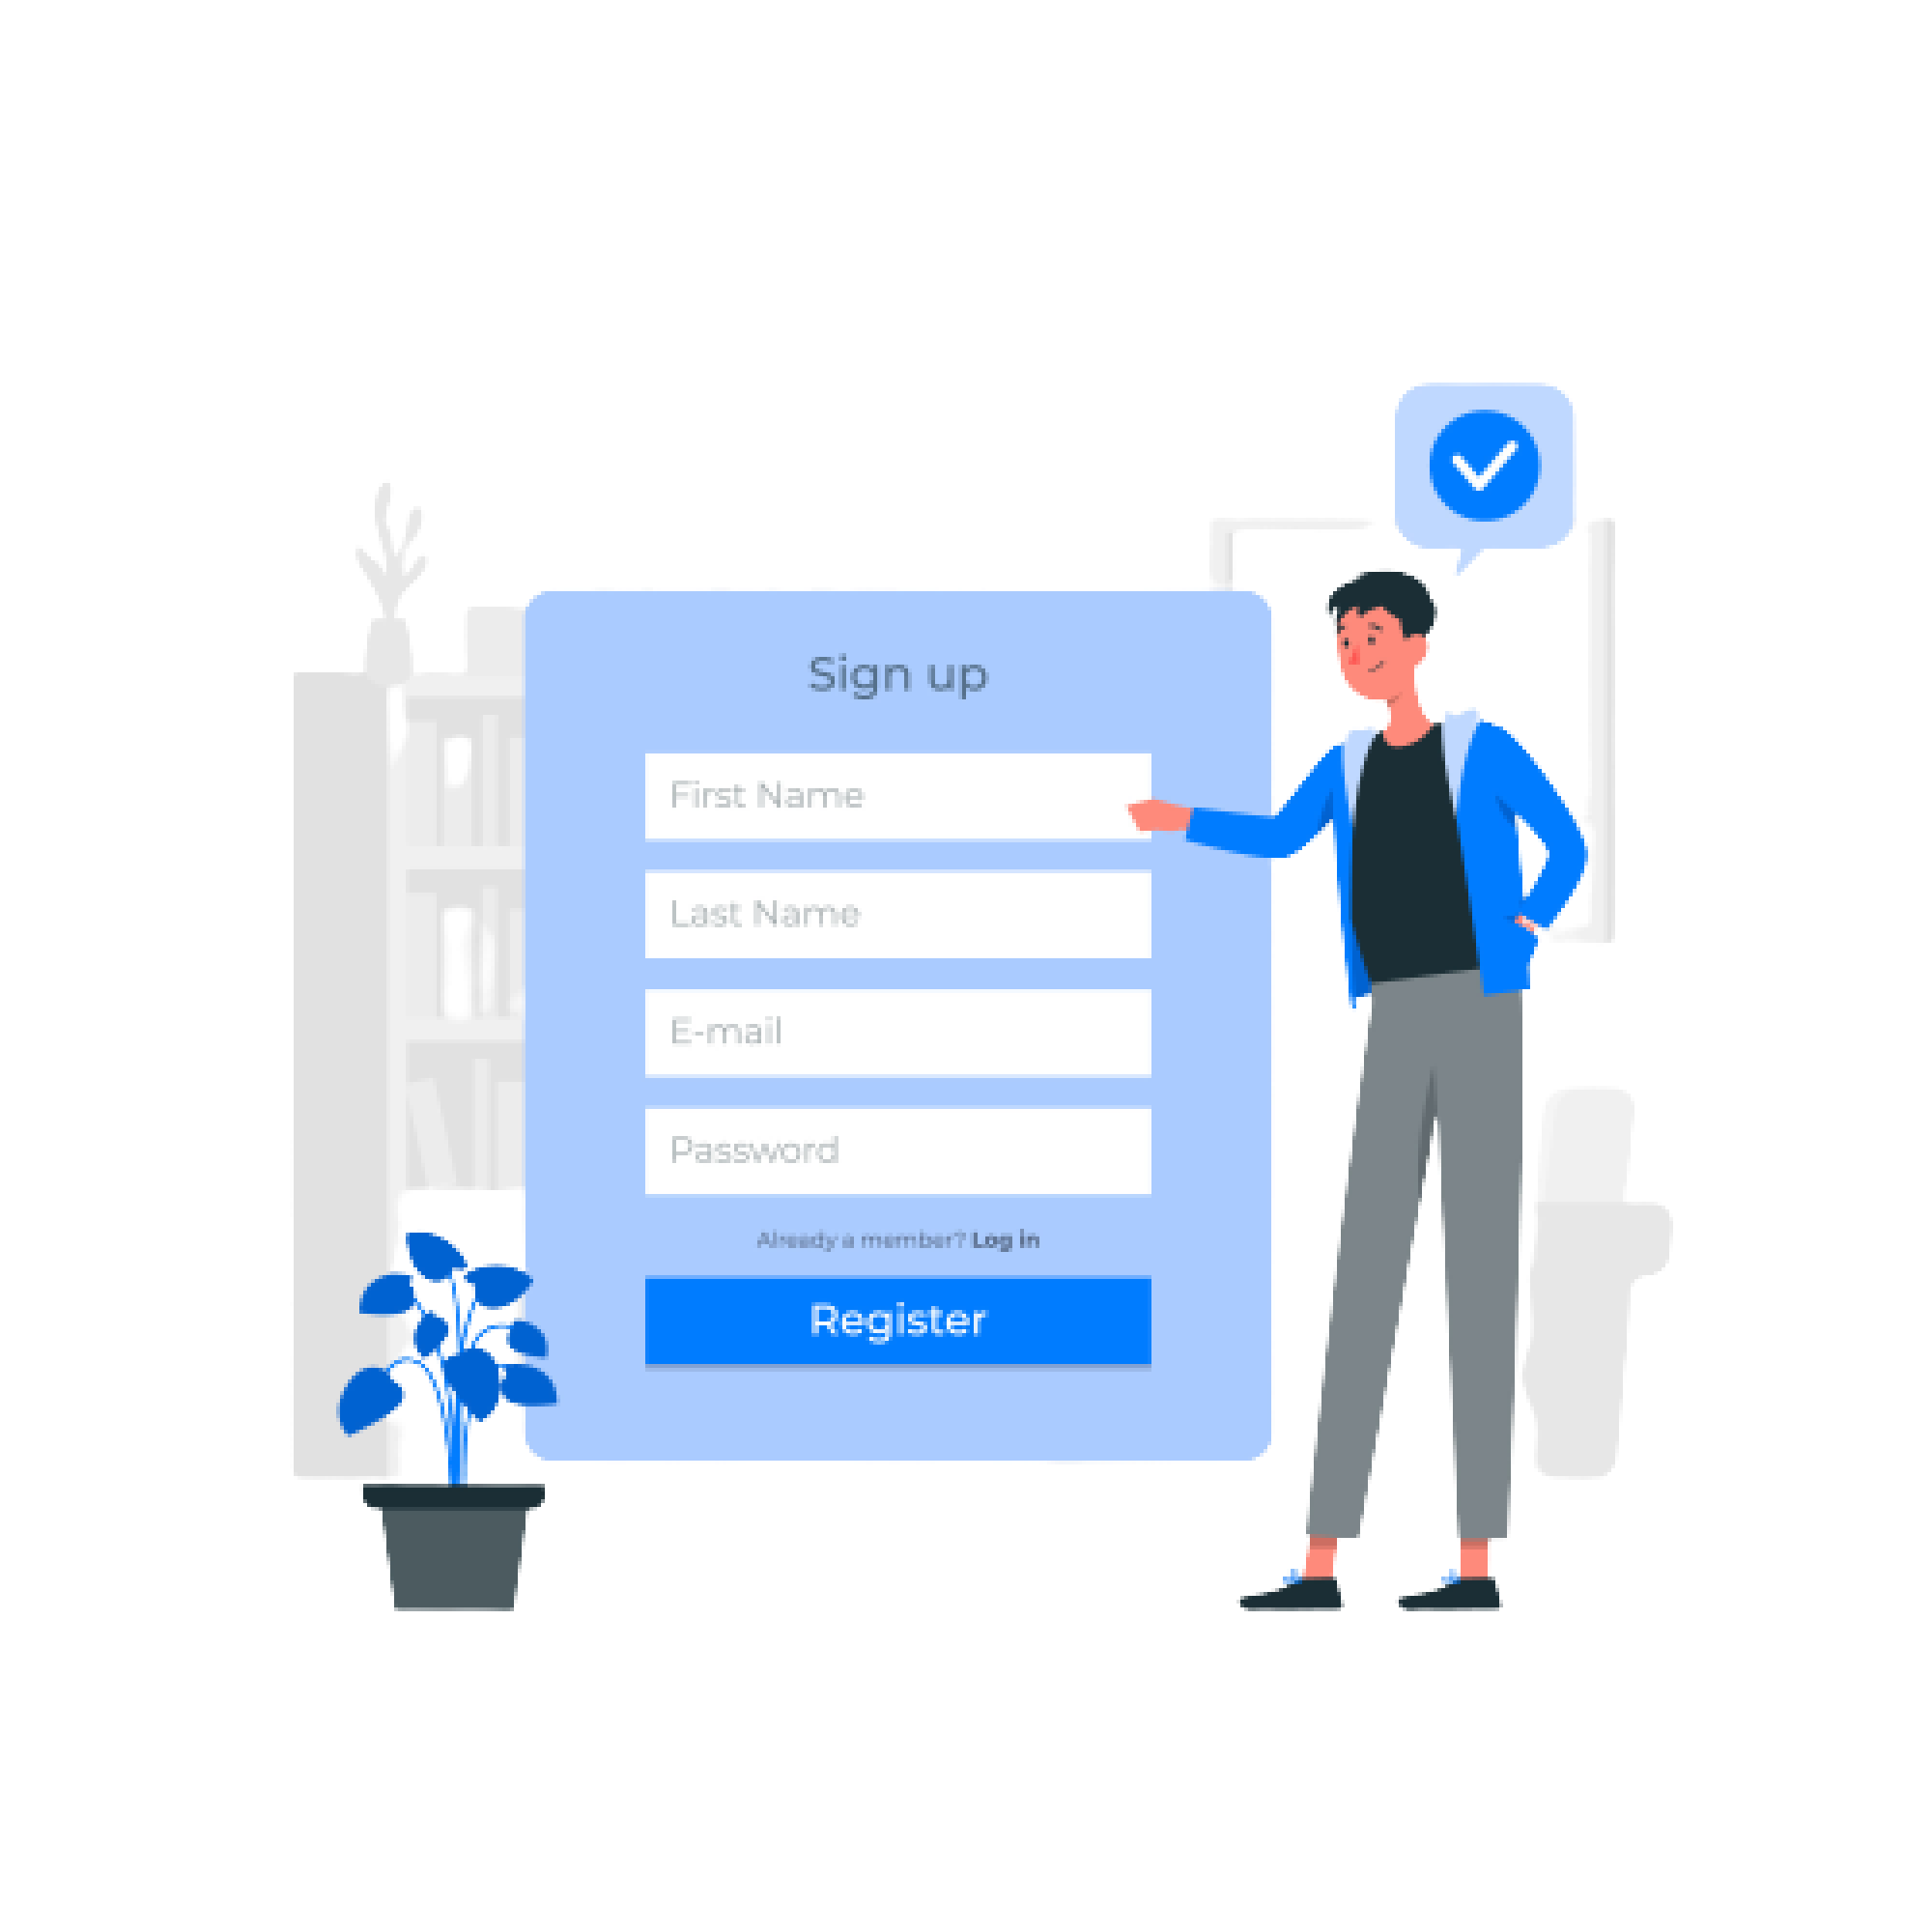 Sign up
First Name
Last Name
E-mail
Password
Already a member? Log in
Register